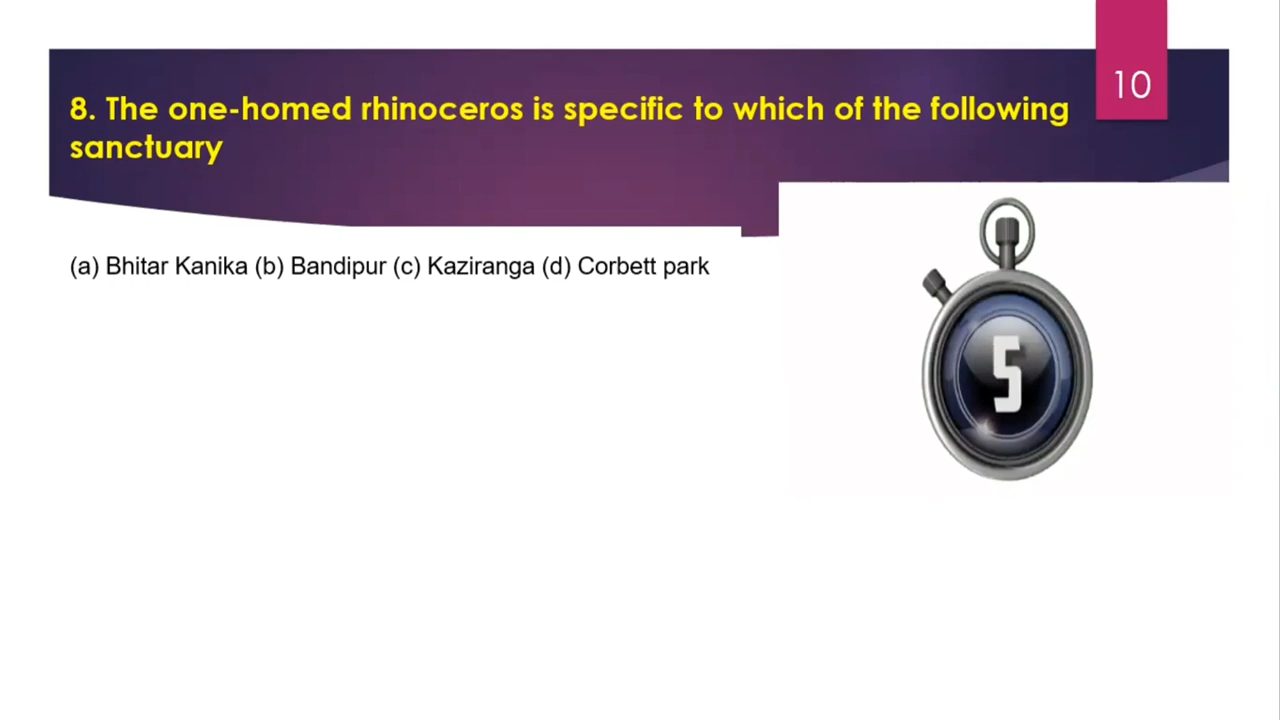 10
8. The one-homed rhinoceros is specific to which of the following
sanctuary
(a) Bhitar Kanika (b) Bandipur (c) Kaziranga (d) Corbett park
5